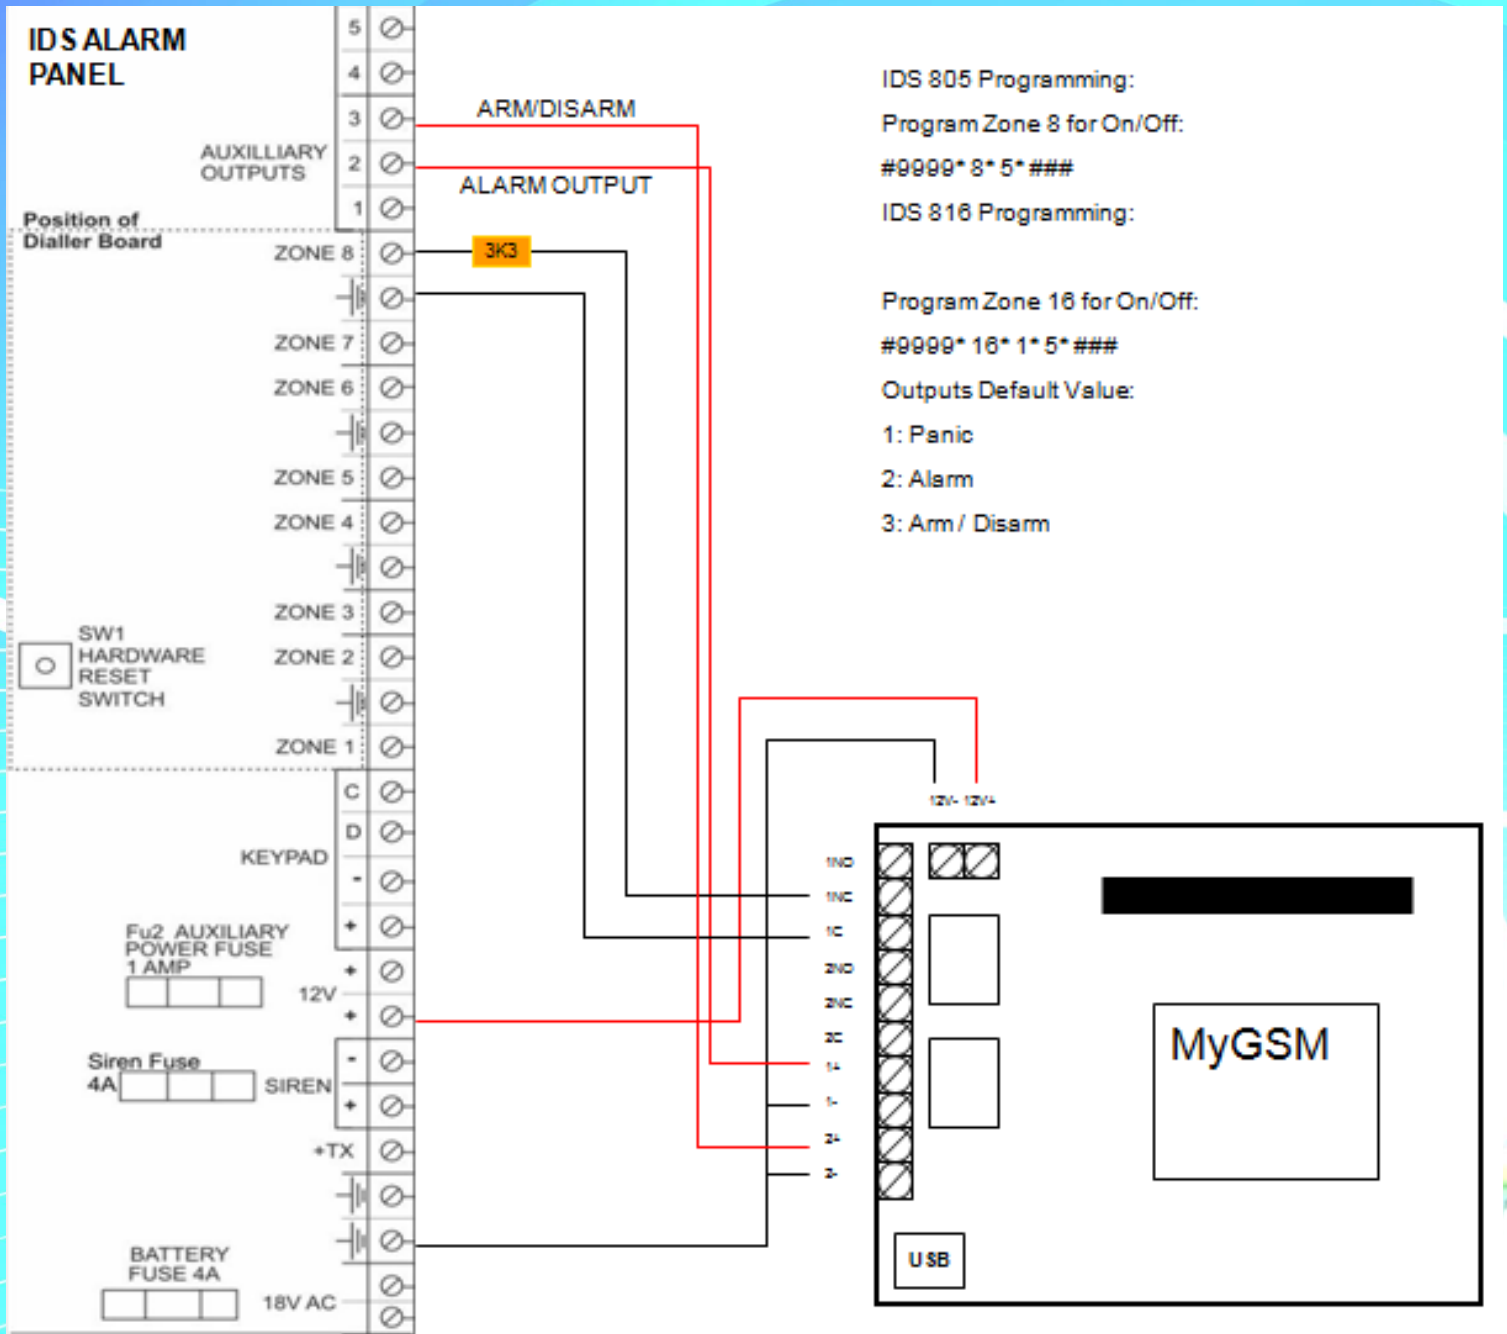 IDS ALARM
PANEL
5
4
3
AUXILLIARY
OUTPUTS
2
1
ARM/DISARM
ALARM OUTPUT
Position of
Dialler Board
ZONE 8
3K3
ZONE 7
ZONE 6
ZONE 5
ZONE 4
ZONE 3
ZONE 2
ZONE 1
SW1
HARDWARE
RESET
SWITCH
C
D
KEYPAD
-
+
Fu2 AUXILIARY
POWER FUSE
1 AMP
+
12V
+
Siren Fuse
4A
-
SIREN
+
+TX
BATTERY
FUSE 4A
18V AC
IDS 805 Programming:
Program Zone 8 for On/Off:
#9999* 8* 5* ###
IDS 816 Programming:
Program Zone 16 for On/Off:
#9999* 16* 1* 5* ###
Outputs Default Value:
1: Panic
2: Alarm
3: Arm / Disarm
12V- 12V+
1NO
1NC
1C
2NO
2NC
2C
1+
1-
2+
2-
MyGSM
USB